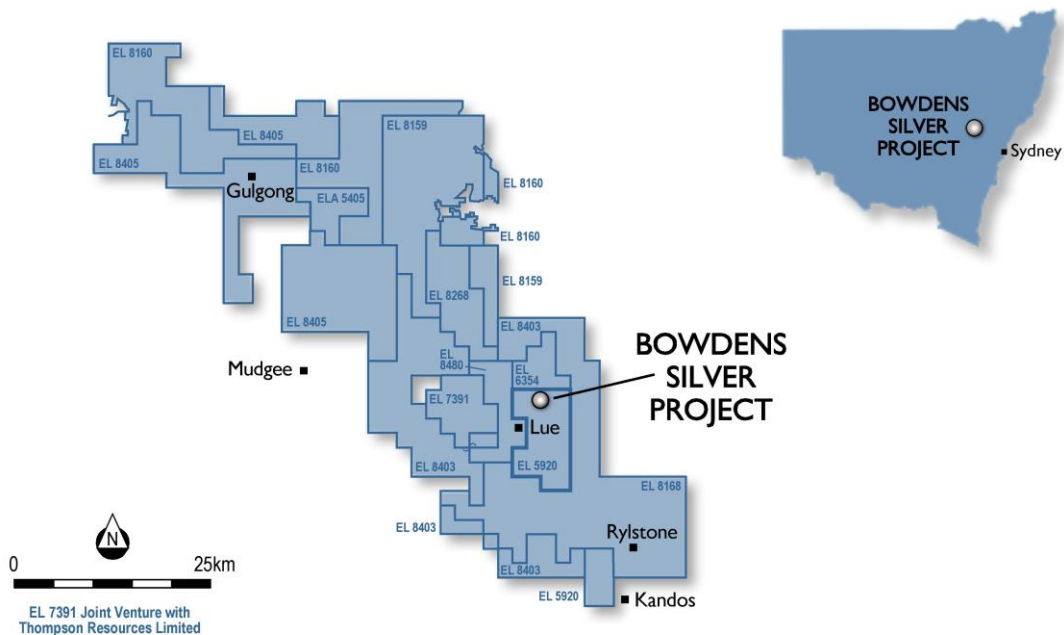 EL 8160
BOWDENS
SILVER
PROJECT
Sydney
EL 8405
EL 8159
EL 8405
EL 8160
Gulgong
ELA 5405
EL 8160
EL 8160
EL 8159
EL 8268
EL 8405
EL 8403
Mudgee
EL
8480
EL
6354
BOWDENS
SILVER
PROJECT
EL 7391
Lue
EL 8403
EL 5920
EL 8168
EL 8403
Rylstone
EL 8403
EL 5920
Kandos
N
0
25km
EL 7391 Joint Venture with
Thompson Resources Limited